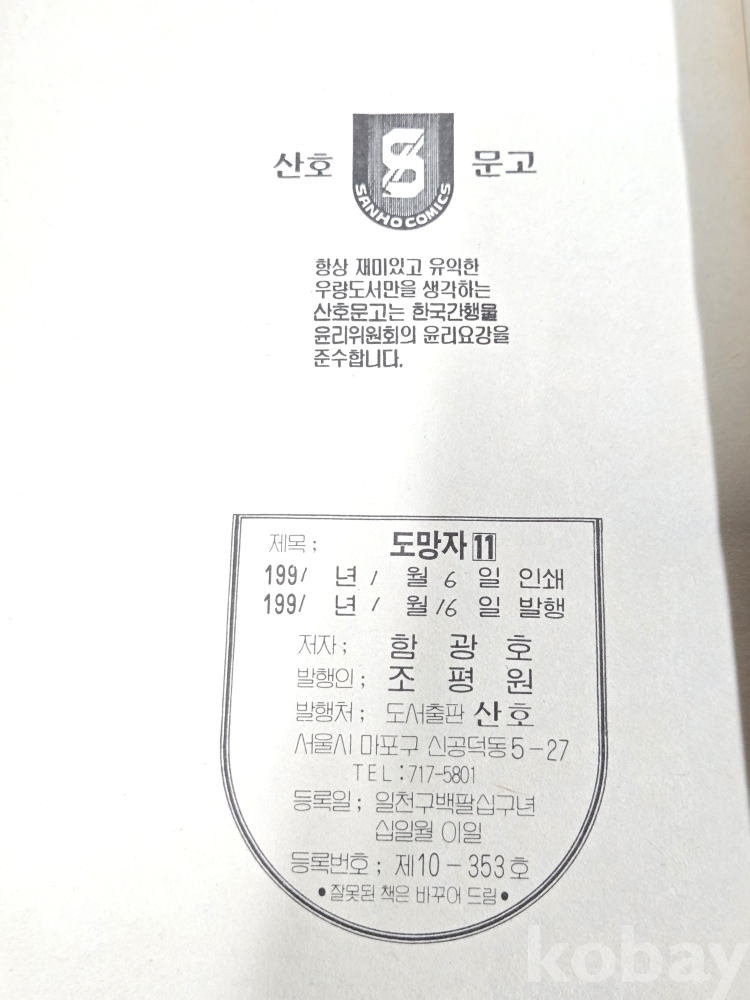 산호 문고
S
SANHO COMICS
항상 재미있고 유익한
우량도서만을 생각하는
산호문고는 한국간행물
윤리위원회의 윤리요강을
준수합니다.
제목; 도망자 11
1991 년 1 월 6 일 인쇄
1991 년 1 월 16 일 발행
저자; 함 광 호
발행인; 조 평 원
발행처; 도서출판 산호
서울시 마포구 신공덕동 5-27
TEL:717-5801
등록일; 일천구백팔십구년
십일월 이일
등록번호; 제10-353호
•잘못된 책은 바꾸어 드림•
kobay